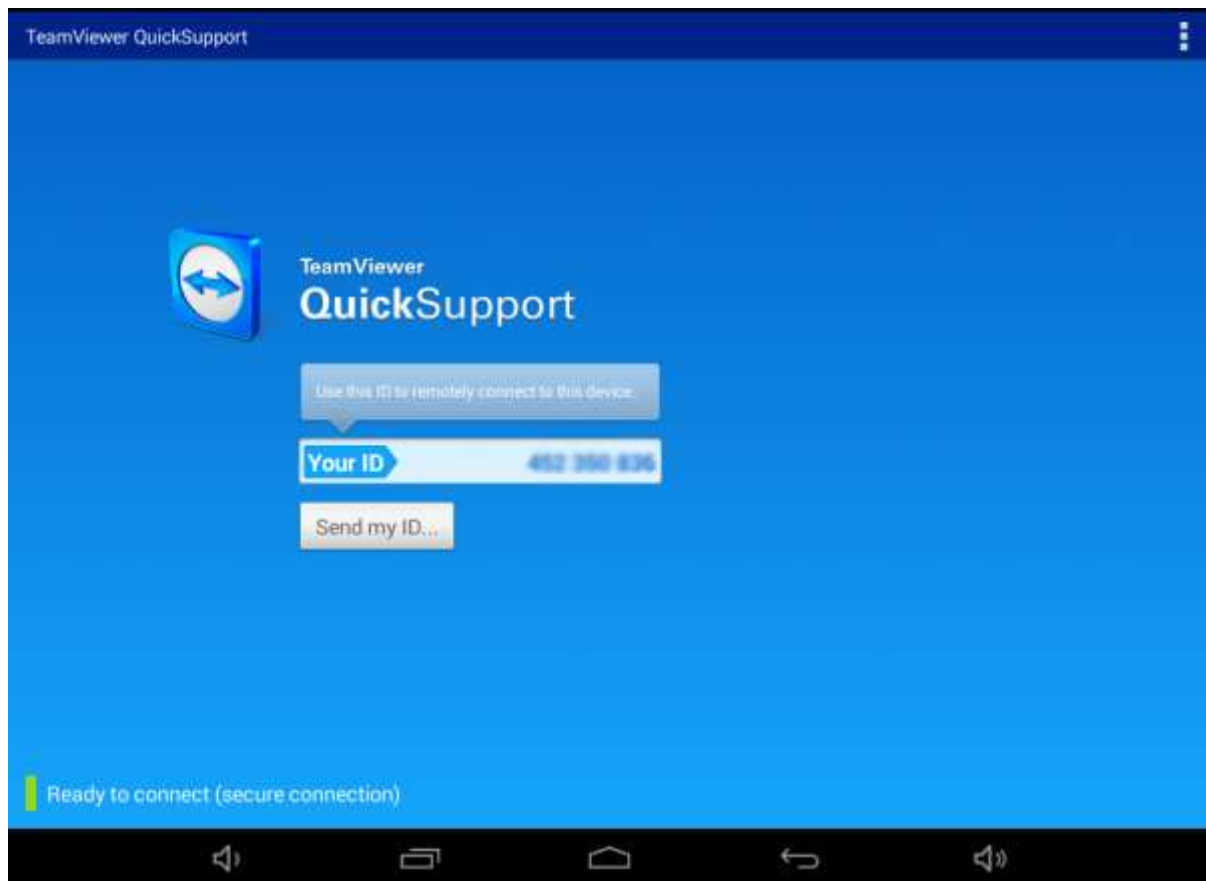 TeamViewer QuickSupport
TeamViewer
QuickSupport
Use this ID to remotely connect to this device.
Your ID
Send my ID...
Ready to connect (secure connection)